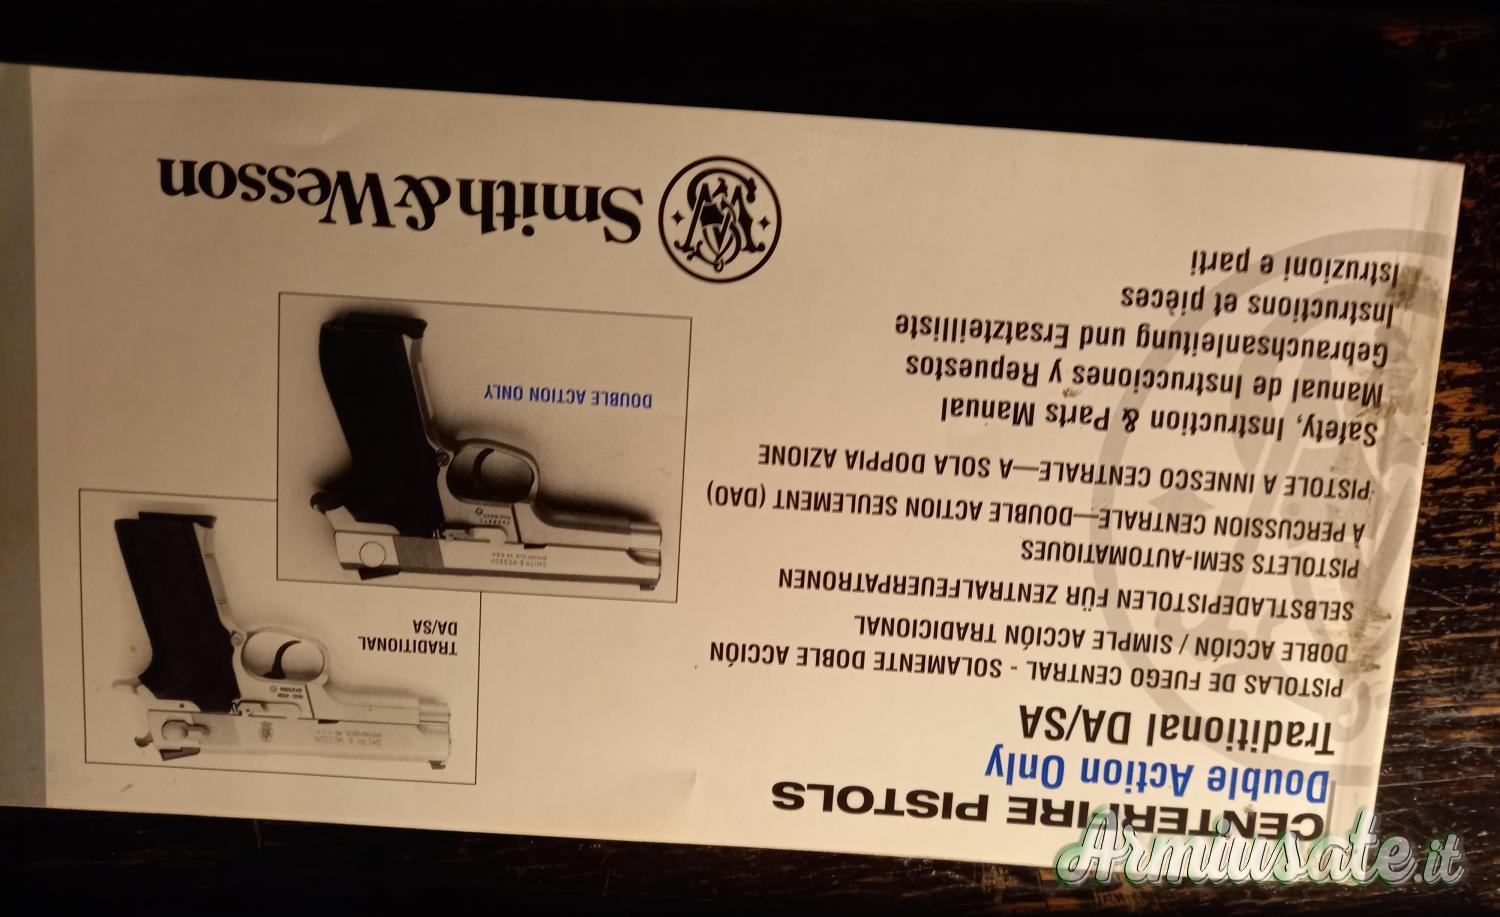 CENTERFIRE PISTOLS
Double Action Only
Traditional DA/SA
PISTOLAS DE FUEGO CENTRAL - SOLAMENTE DOBLE ACCIÓN
DOBLE ACCIÓN / SIMPLE ACCIÓN TRADICIONAL
SELBSTLADEPISTOLEN FÜR ZENTRALFEUERPATRONEN
PISTOLETS SEMI-AUTOMATIQUES
A PERCUSSION CENTRALE—DOUBLE ACTION SEULEMENT (DAO)
PISTOLE A INNESCO CENTRALE—A SOLA DOPPIA AZIONE
Safety, Instruction & Parts Manual
Manual de Instrucciones y Repuestos
Gebrauchsanleitung und Ersatzteilliste
Instructions et pièces
Istruzioni e parti
TRADITIONAL
DA/SA
SMITH & WESSON
DOUBLE ACTION ONLY
SMITH & WESSON
Smith & Wesson
Armiusate.it